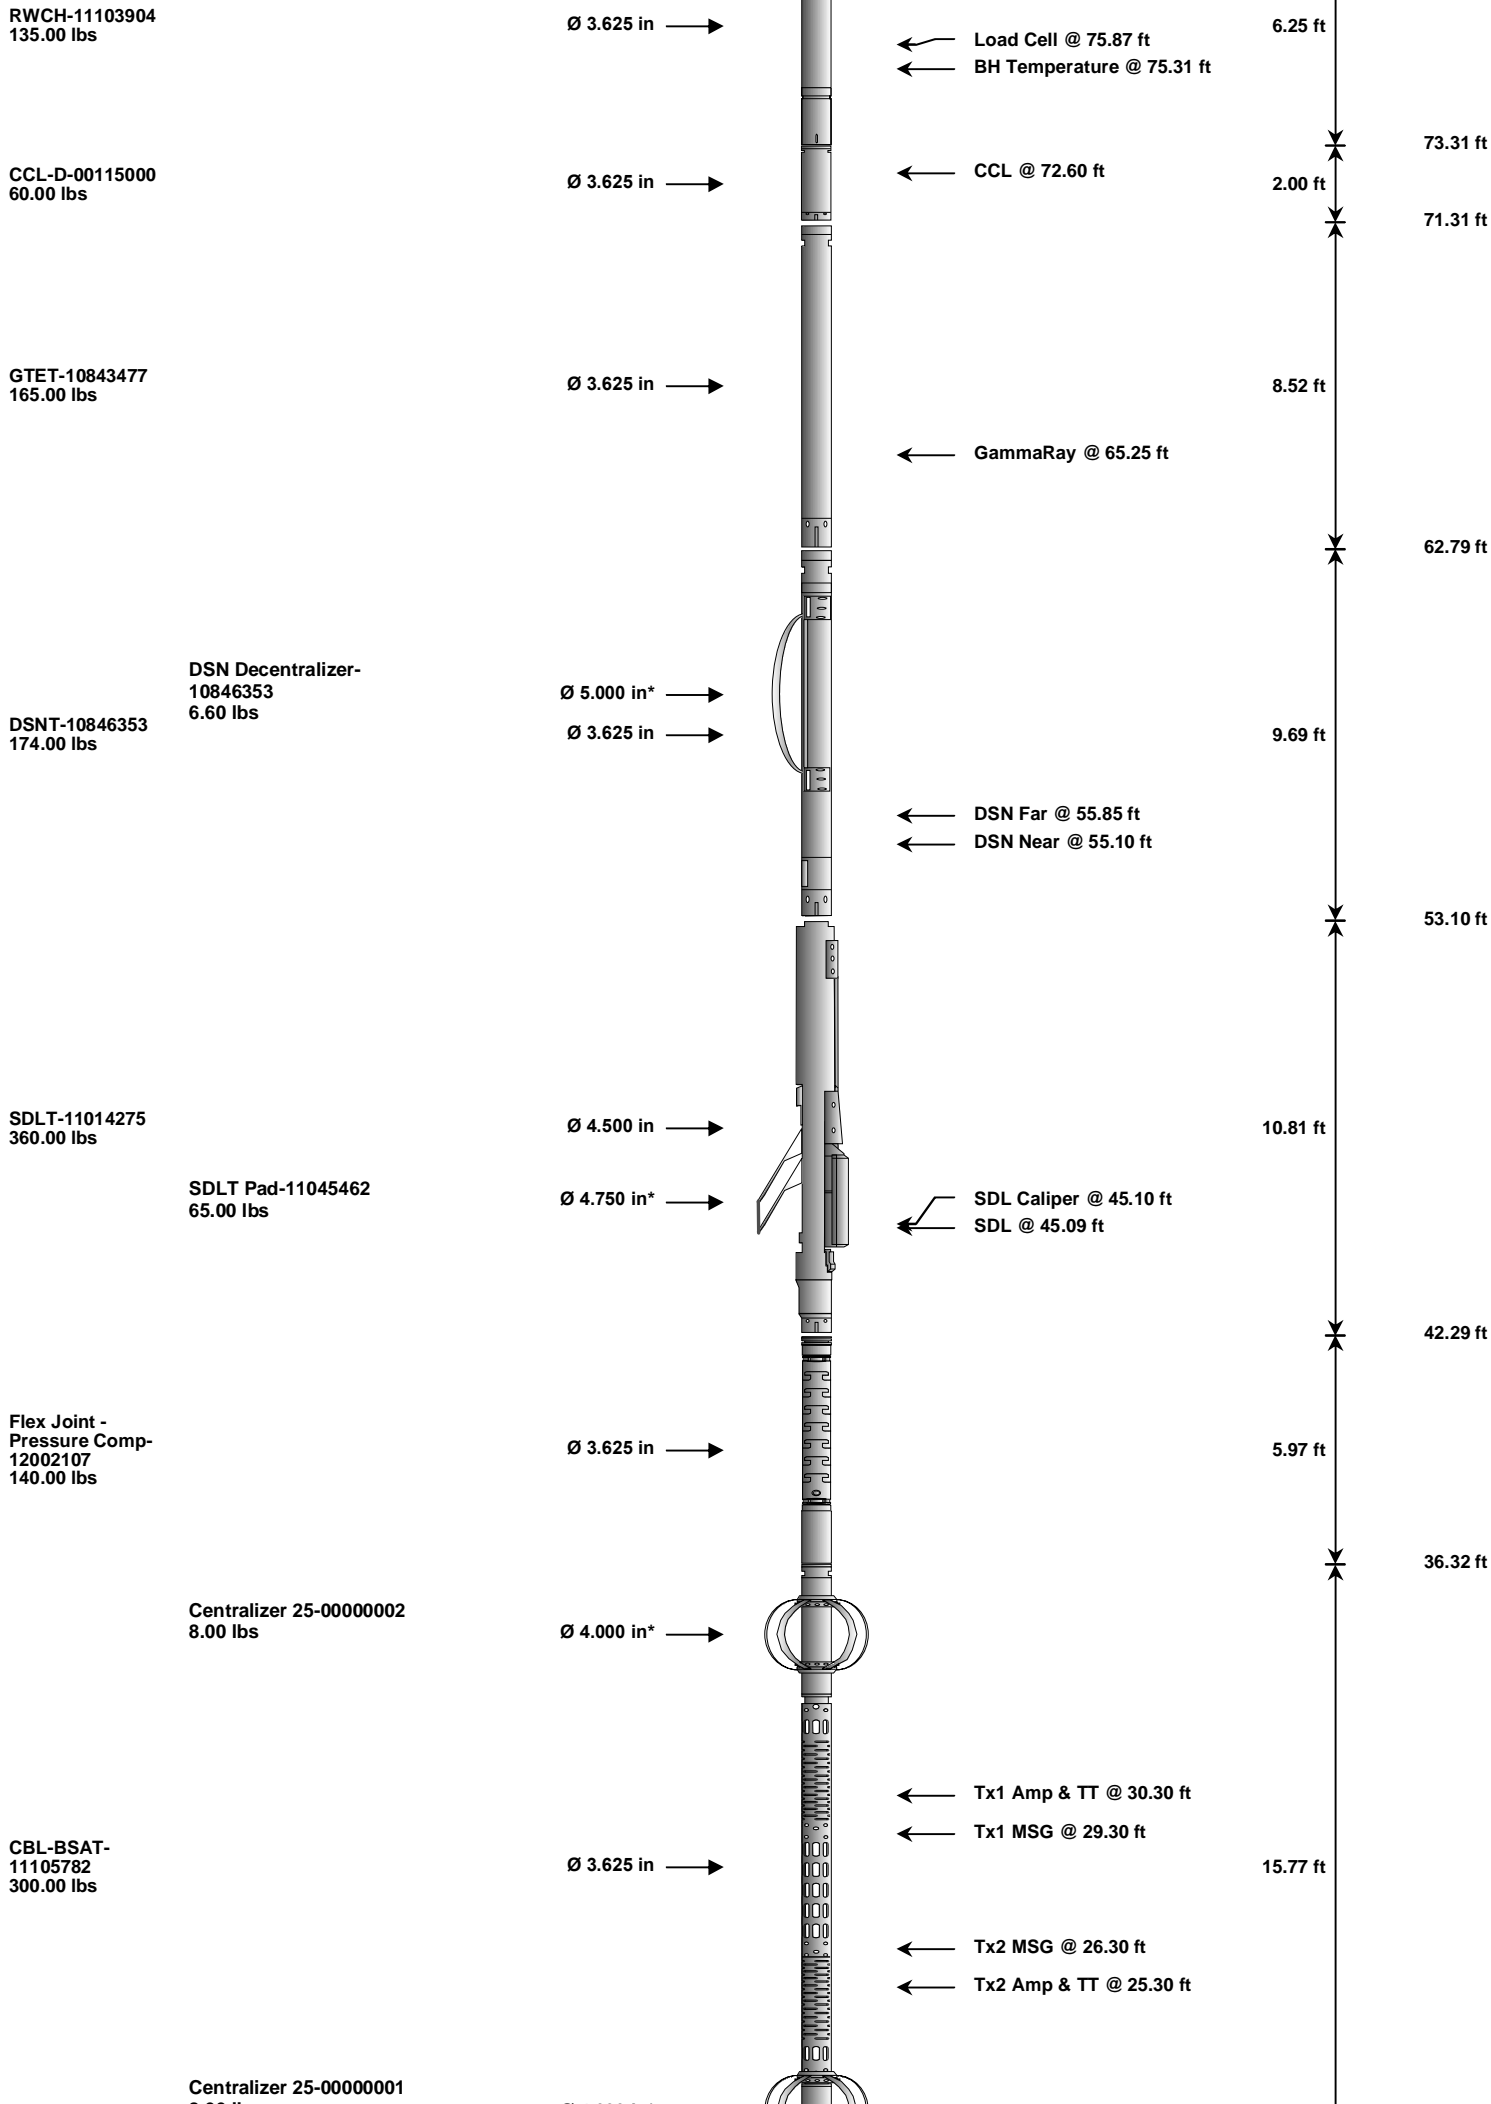 RWCH-11103904
135.00 lbs
Ø 3.625 in
6.25 ft
Load Cell @ 75.87 ft
BH Temperature @ 75.31 ft
73.31 ft
CCL-D-00115000
60.00 lbs
Ø 3.625 in
CCL @ 72.60 ft
2.00 ft
71.31 ft
GTET-10843477
165.00 lbs
Ø 3.625 in
8.52 ft
GammaRay @ 65.25 ft
62.79 ft
DSN Decentralizer-
10846353
6.60 lbs
Ø 5.000 in*
DSNT-10846353
174.00 lbs
Ø 3.625 in
9.69 ft
DSN Far @ 55.85 ft
DSN Near @ 55.10 ft
53.10 ft
SDLT-11014275
360.00 lbs
Ø 4.500 in
10.81 ft
SDLT Pad-11045462
65.00 lbs
Ø 4.750 in*
SDL Caliper @ 45.10 ft
SDL @ 45.09 ft
42.29 ft
Flex Joint -
Pressure Comp-
12002107
140.00 lbs
Ø 3.625 in
5.97 ft
36.32 ft
Centralizer 25-00000002
8.00 lbs
Ø 4.000 in*
Tx1 Amp & TT @ 30.30 ft
Tx1 MSG @ 29.30 ft
CBL-BSAT-
11105782
300.00 lbs
Ø 3.625 in
15.77 ft
Tx2 MSG @ 26.30 ft
Tx2 Amp & TT @ 25.30 ft
Centralizer 25-00000001